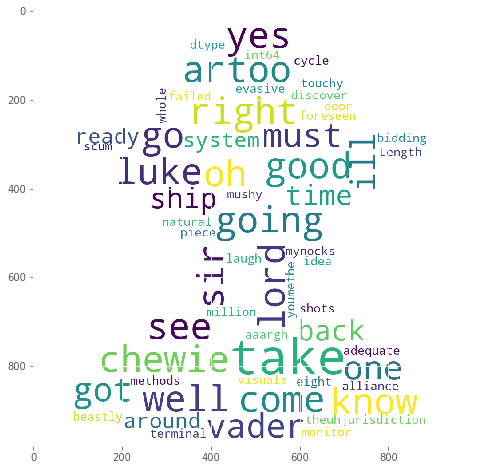 0
yes
dtype
int64
cycle
artoo
evasive
touchy
whole
failed
discover
right
door
foreseen
ready
go
system
must
bidding
scum
ill
Length
luke
oh
good
mushy
time
ship
natural
going
piece
sir
laugh
lord
mynocks
idea
youmethe
million
shots
see
aaargh
back
chewie
take
adequate
one
methods
visuals
eight
alliance
got
well
come
know
beastly
around
vader
theuhjurisdiction
terminal
monitor
200
400
600
800
0
200
400
600
800